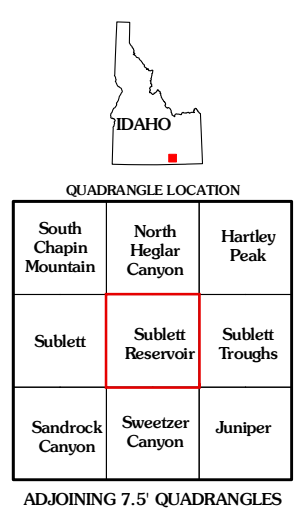 IDAHO
QUADRANGLE LOCATION
South
Chapin
Mountain
North
Heglar
Canyon
Hartley
Peak
Sublett
Sublett
Reservoir
Sublett
Troughs
Sandrock
Canyon
Sweetzer
Canyon
Juniper
ADJOINING 7.5' QUADRANGLES